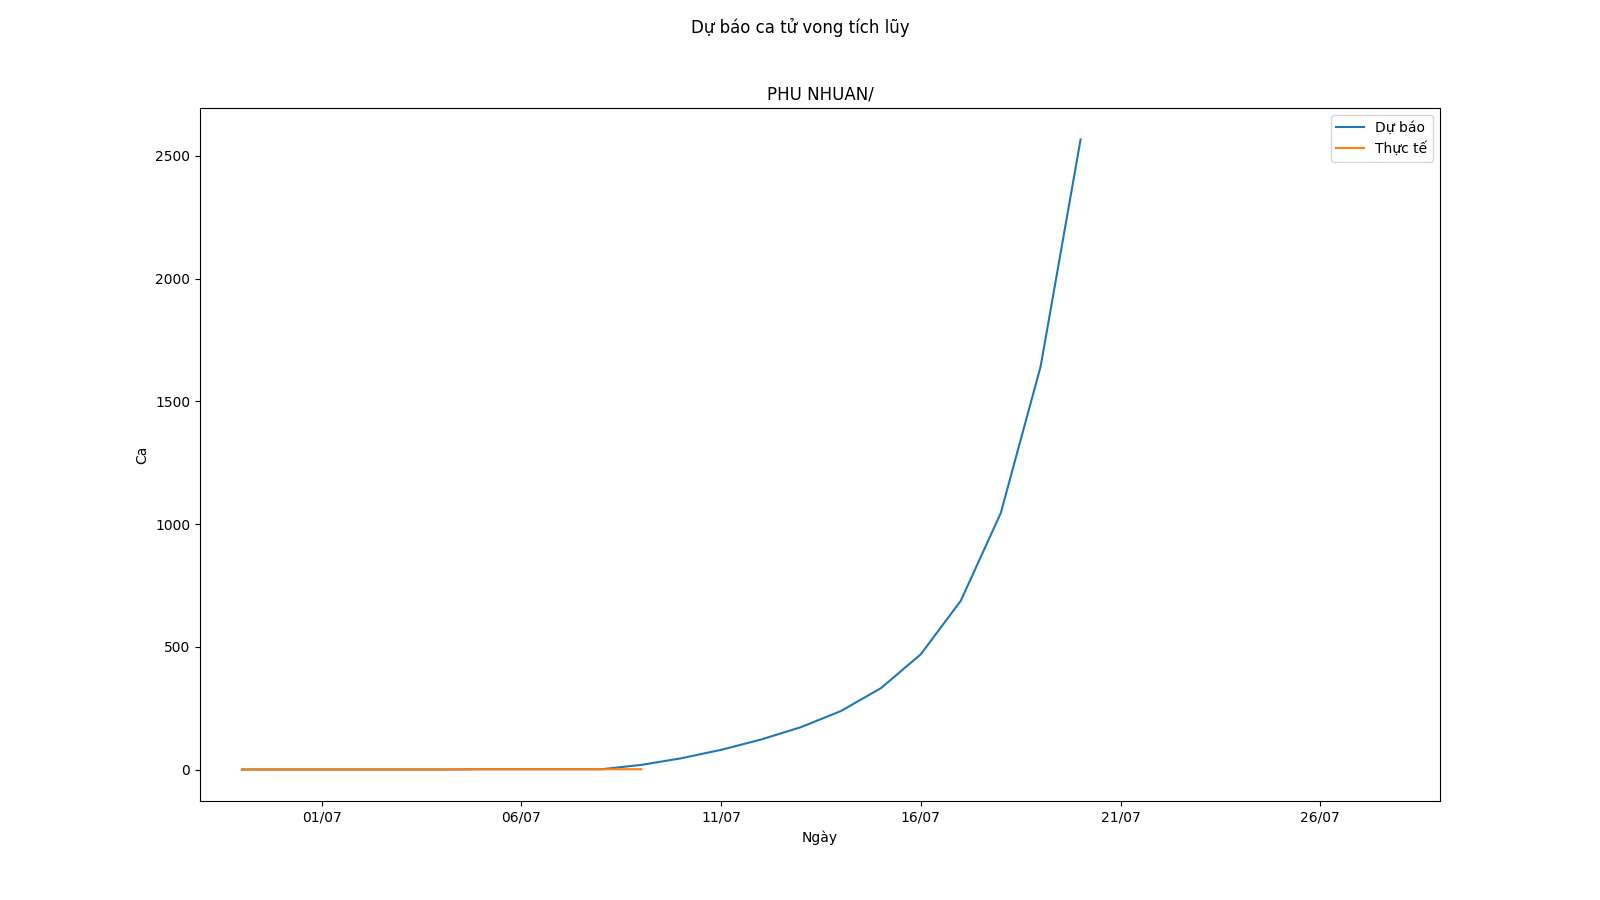 Dự báo ca tử vong tích lũy
PHU NHUAN/
Dự báo
Thực tế
2500
2000
1500
1000
500
0
Ca
01/07
06/07
11/07
16/07
21/07
26/07
Ngày